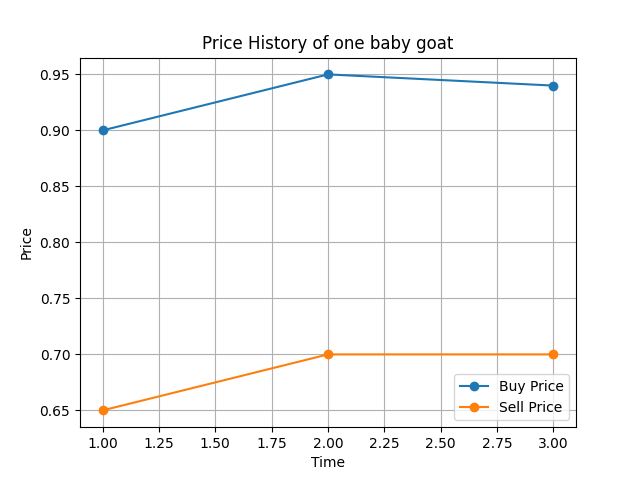 Price History of one baby goat
0.95
0.90
0.85
0.80
0.75
0.70
0.65
Price
Buy Price
Sell Price
1.00 1.25 1.50 1.75 2.00 2.25 2.50 2.75 3.00
Time